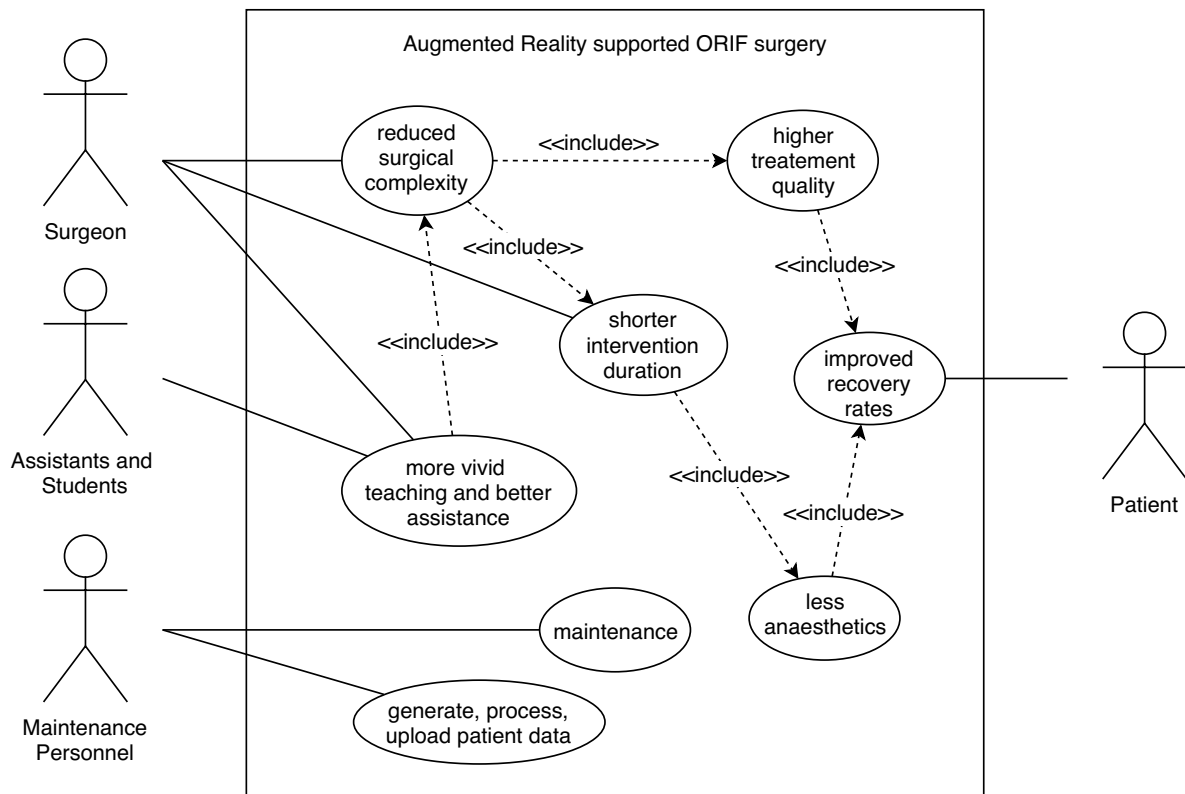 Augmented Reality supported ORIF surgery
reduced
surgical
complexity
<<include>>
higher
treatement
quality
Surgeon
<<include>>
<<include>>
<<include>>
shorter
intervention
duration
improved
recovery
rates
Assistants and
Students
more vivid
teaching and better
assistance
<<include>>
<<include>>
Patient
less
anaesthetics
maintenance
Maintenance
Personnel
generate, process,
upload patient data